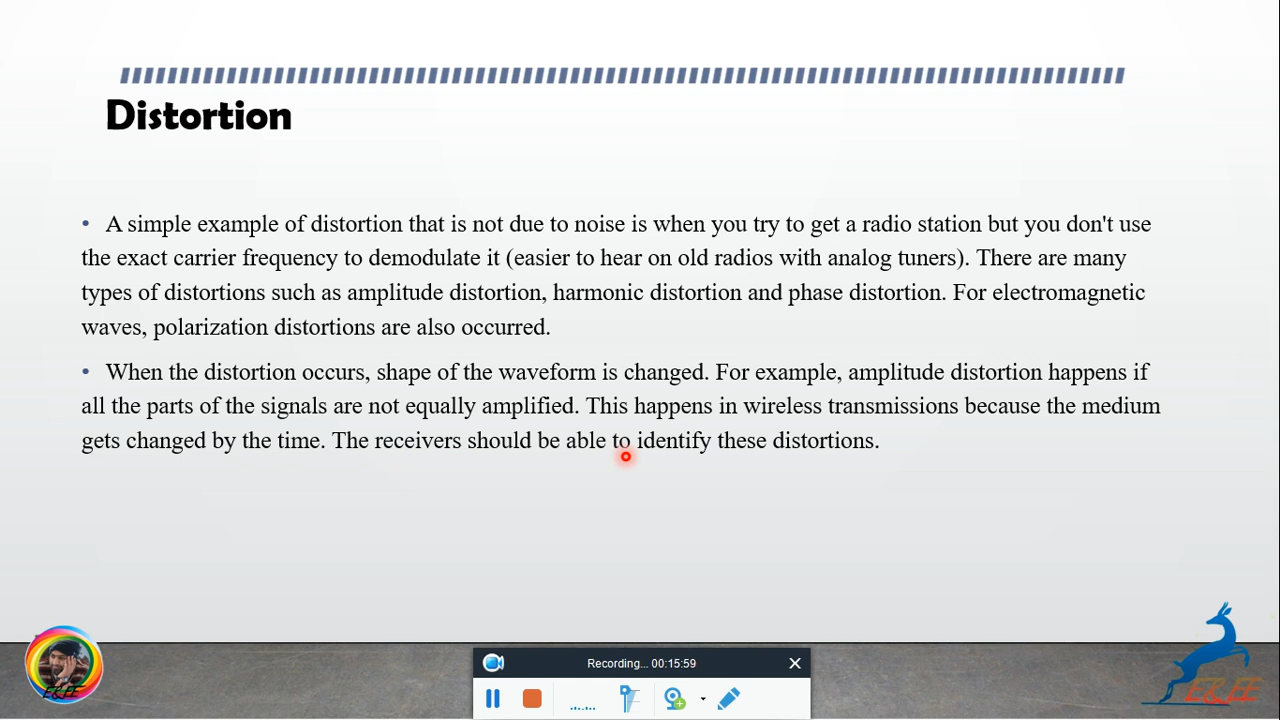 Distortion
• A simple example of distortion that is not due to noise is when you try to get a radio station but you don't use
the exact carrier frequency to demodulate it (easier to hear on old radios with analog tuners). There are many
types of distortions such as amplitude distortion, harmonic distortion and phase distortion. For electromagnetic
waves, polarization distortions are also occurred.
• When the distortion occurs, shape of the waveform is changed. For example, amplitude distortion happens if
all the parts of the signals are not equally amplified. This happens in wireless transmissions because the medium
gets changed by the time. The receivers should be able to identify these distortions.
E&EE
E&EE
Recording... 00:15:59